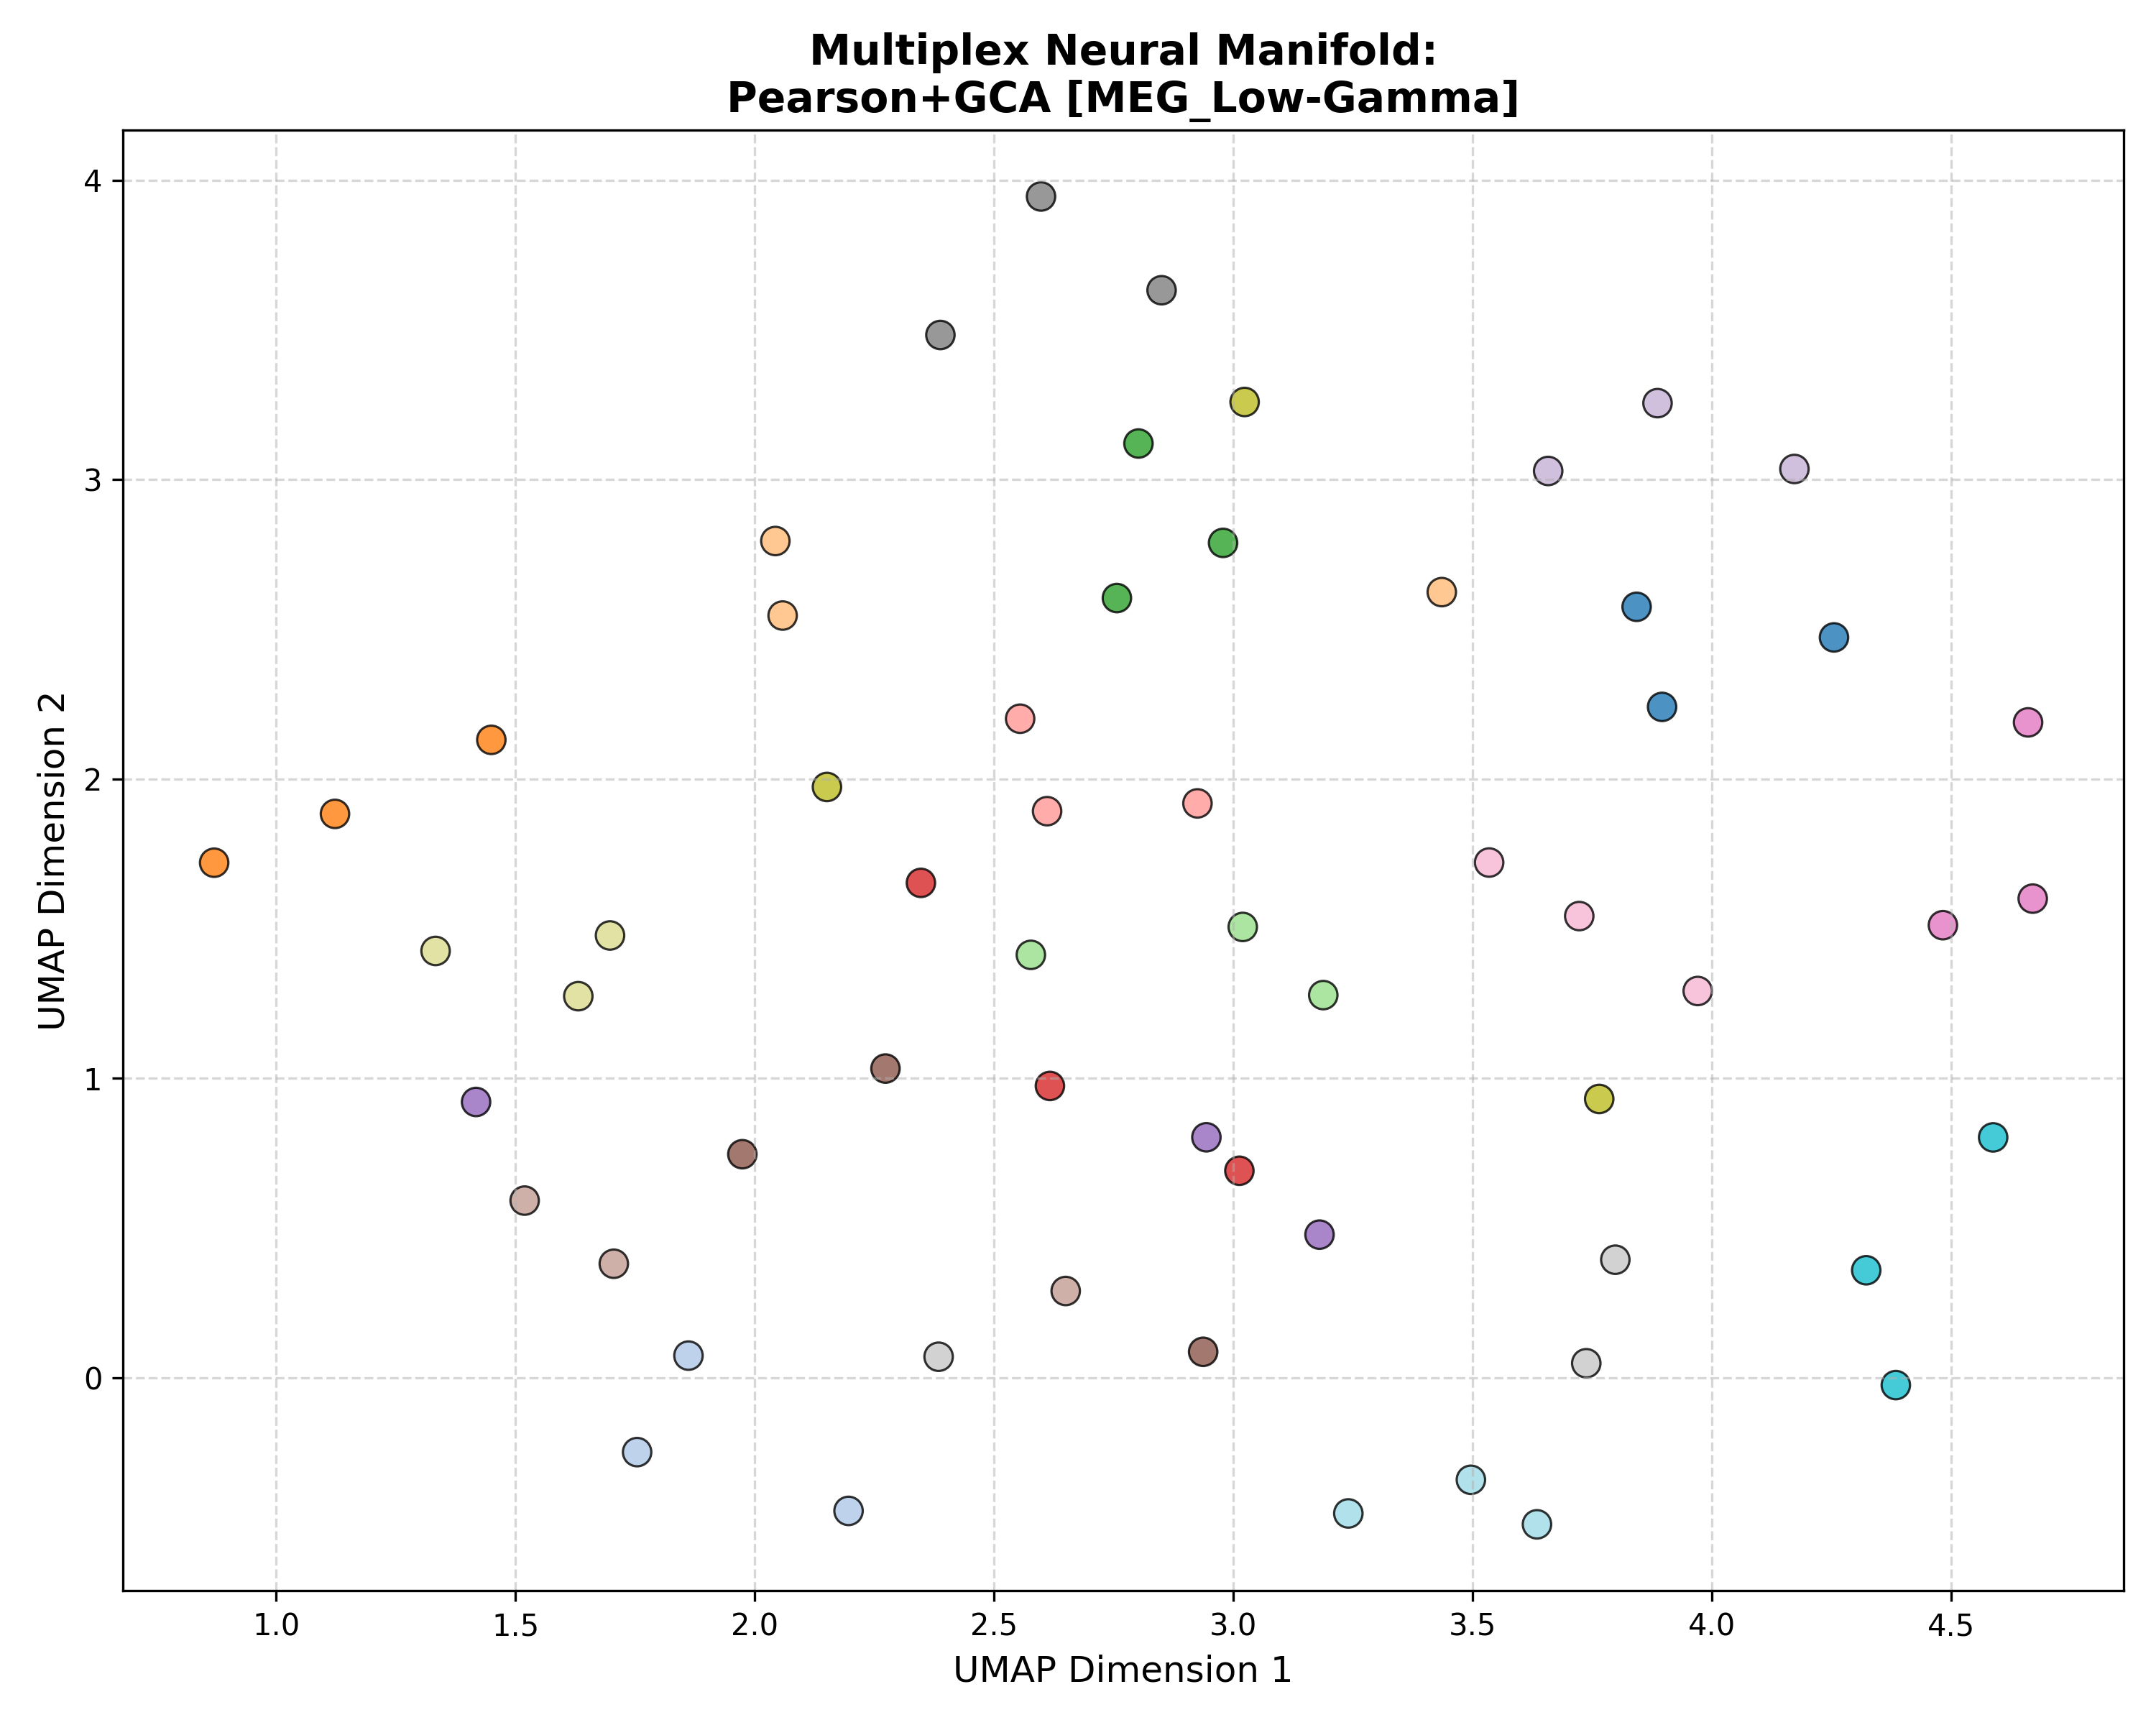 Multiplex Neural Manifold:
Pearson+GCA [MEG_Low-Gamma]
4
3
2
1
0
UMAP Dimension 2
1.0 1.5 2.0 2.5 3.0 3.5 4.0 4.5
UMAP Dimension 1